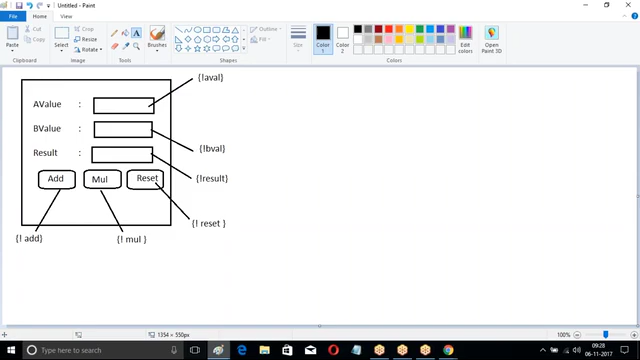 Untitled - Paint
File
Home
View
Paste
Cut
Copy
Clipboard
Select
Crop
Resize
Rotate
Image
A
Tools
Brushes
Outline
Fill
Shapes
Size
Color 1
Color 2
Edit colors
Colors
Open Paint 3D
{!aval}
AValue :
BValue :
{!bval}
Result :
{!result}
Add
Mul
Reset
{! reset }
{! add}
{! mul }
1354 × 550px
100%
Type here to search
09:28
06-11-2017